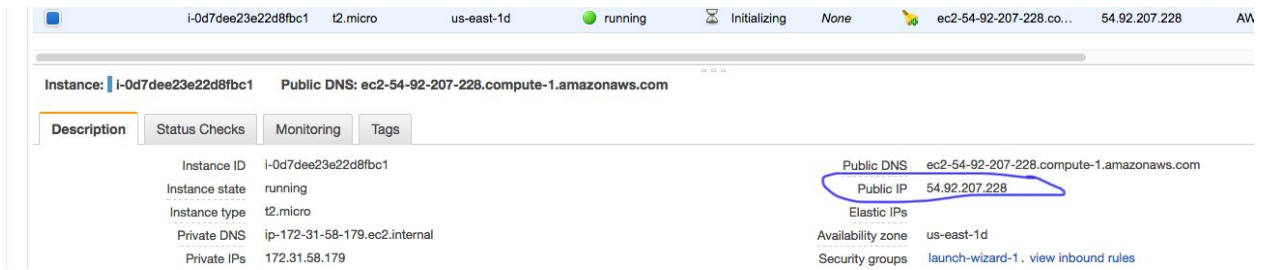 i-0d7dee23e22d8fbc1 t2.micro us-east-1d running Initializing None ec2-54-92-207-228.co... 54.92.207.228 AW
Instance: i-0d7dee23e22d8fbc1 Public DNS: ec2-54-92-207-228.compute-1.amazonaws.com
Description Status Checks Monitoring Tags
Instance ID i-0d7dee23e22d8fbc1 Public DNS ec2-54-92-207-228.compute-1.amazonaws.com
Instance state running Public IP 54.92.207.228
Instance type t2.micro Elastic IPs
Private DNS ip-172-31-58-179.ec2.internal Availability zone us-east-1d
Private IPs 172.31.58.179 Security groups launch-wizard-1. view inbound rules